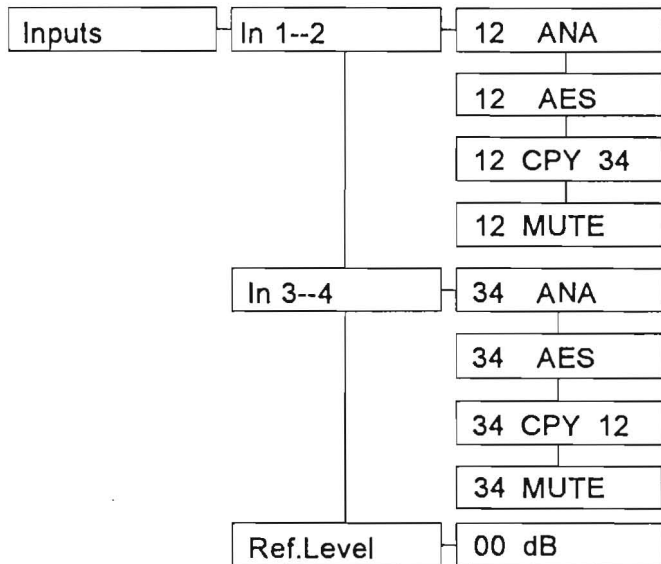 Inputs In 1--2 12 ANA
12 AES
12 CPY 34
12 MUTE
In 3--4 34 ANA
34 AES
34 CPY 12
34 MUTE
Ref.Level 00 dB